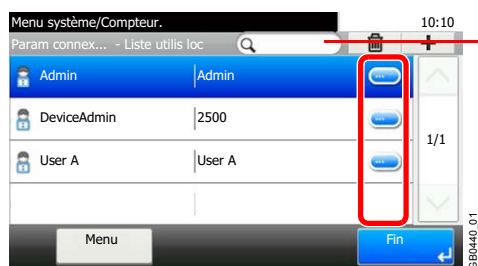 Menu système/Compteur. 10:10
Param connex... - Liste utilis loc
Admin Admin
DeviceAdmin 2500
User A User A
1/1
Menu Fin
GB0440_01